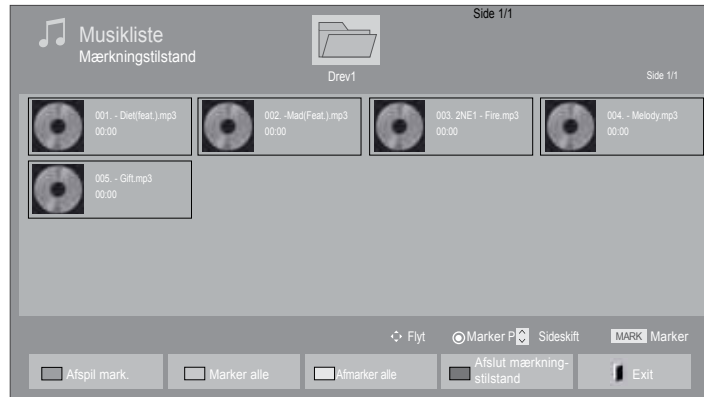 Side 1/1
Musikliste
Mærkningstilstand
Drev1
Side 1/1
001. - Diet(feat.).mp3
00:00
002. -Mad(Feat.).mp3
00:00
003. 2NE1 - Fire.mp3
00:00
004. - Melody.mp3
00:00
005. - Gift.mp3
00:00
Flyt Marker P Sideskift MARK Marker
Afspil mark.
Marker alle
Afmarker alle
Afslut mærknings-
tilstand
Exit